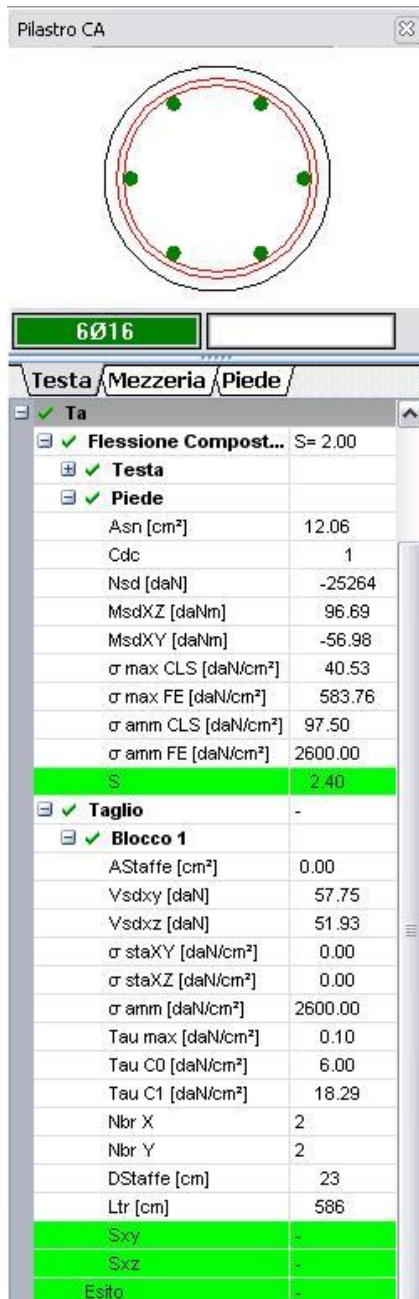 Pilastro CA
6Ø16
Testa Mezzeria Piede
Ta
Flessione Compost... S= 2.00
Testa
Piede
Asn [cm²] 12.06
Cdc 1
Nsd [daN] -25264
MsdXZ [daNm] 96.69
MsdXY [daNm] -56.98
σ max CLS [daN/cm²] 40.53
σ max FE [daN/cm²] 583.76
σ amm CLS [daN/cm²] 97.50
σ amm FE [daN/cm²] 2600.00
S 2.40
Taglio -
Blocco 1
AStaffe [cm²] 0.00
Vsdxy [daN] 57.75
Vsdxz [daN] 51.93
σ staXY [daN/cm²] 0.00
σ staXZ [daN/cm²] 0.00
σ amm [daN/cm²] 2600.00
Tau max [daN/cm²] 0.10
Tau C0 [daN/cm²] 6.00
Tau C1 [daN/cm²] 18.29
Nbr X 2
Nbr Y 2
DStaffe [cm] 23
Ltr [cm] 586
Sxy -
Sxz -
Esito -